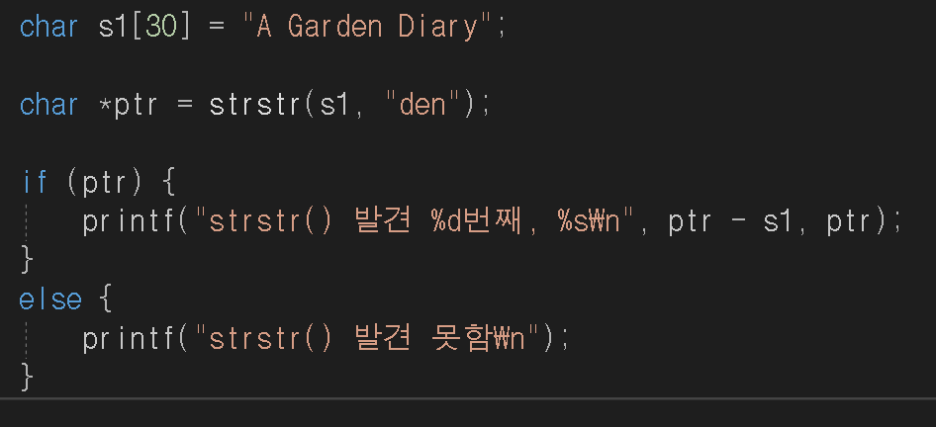 char s1[30] = "A Garden Diary";
char *ptr = strstr(s1, "den");
if (ptr) {
printf("strstr() 발견 %d번째, %s₩n", ptr - s1, ptr);
}
else {
printf("strstr() 발견 못함₩n");
}